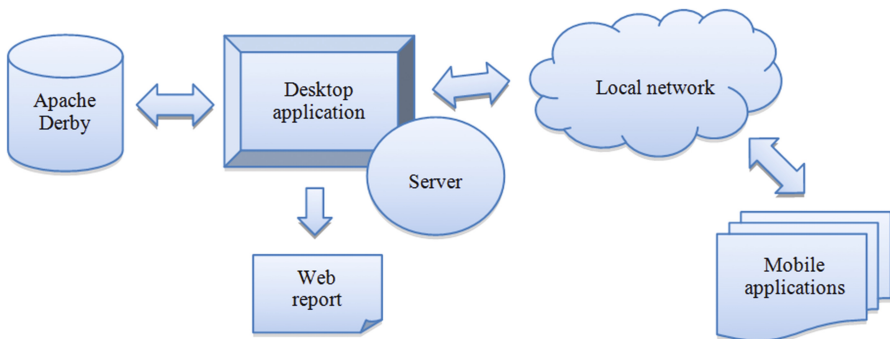 Apache
Derby
Desktop
application
Server
Local network
Web
report
Mobile
applications